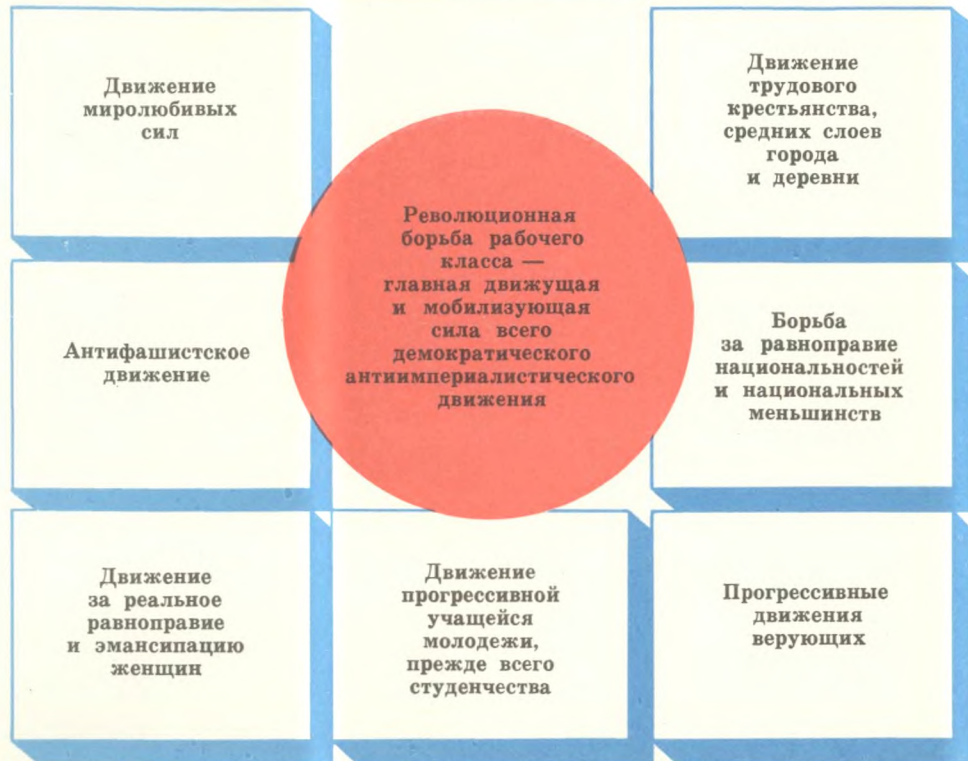 Движение
миролюбивых
сил
Движение
трудового
крестьянства,
средних слоев
города
и деревни
Революционная
борьба рабочего
класса —
главная движущая
и мобилизующая
сила всего
демократического
антиимпериалистического
движения
Антифашистское
движение
Борьба
за равноправие
национальностей
и национальных
меньшинств
Движение
за реальное
равноправие
и эмансипацию
женщин
Движение
прогрессивной
учащейся
молодежи,
прежде всего
студенчества
Прогрессивные
движения
верующих